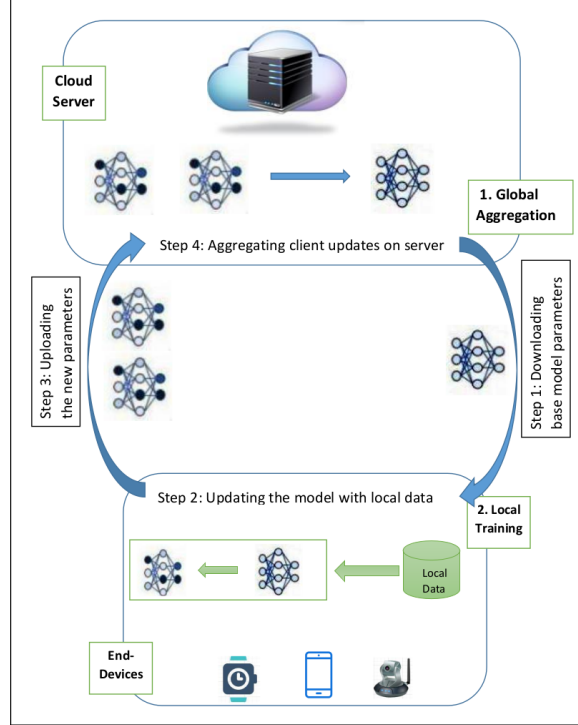 Cloud
Server
1. Global
Aggregation
Step 4: Aggregating client updates on server
Step 3: Uploading
the new parameters
Step 1: Downloading
base model parameters
Step 2: Updating the model with local data
2. Local
Training
Local
Data
End-
Devices